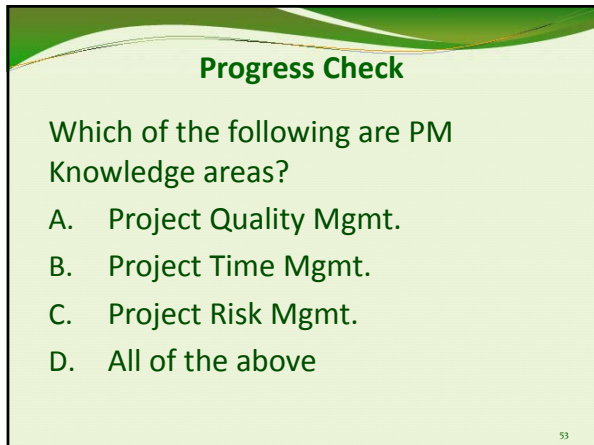 Progress Check
Which of the following are PM
Knowledge areas?
A. Project Quality Mgmt.
B. Project Time Mgmt.
C. Project Risk Mgmt.
D. All of the above
53